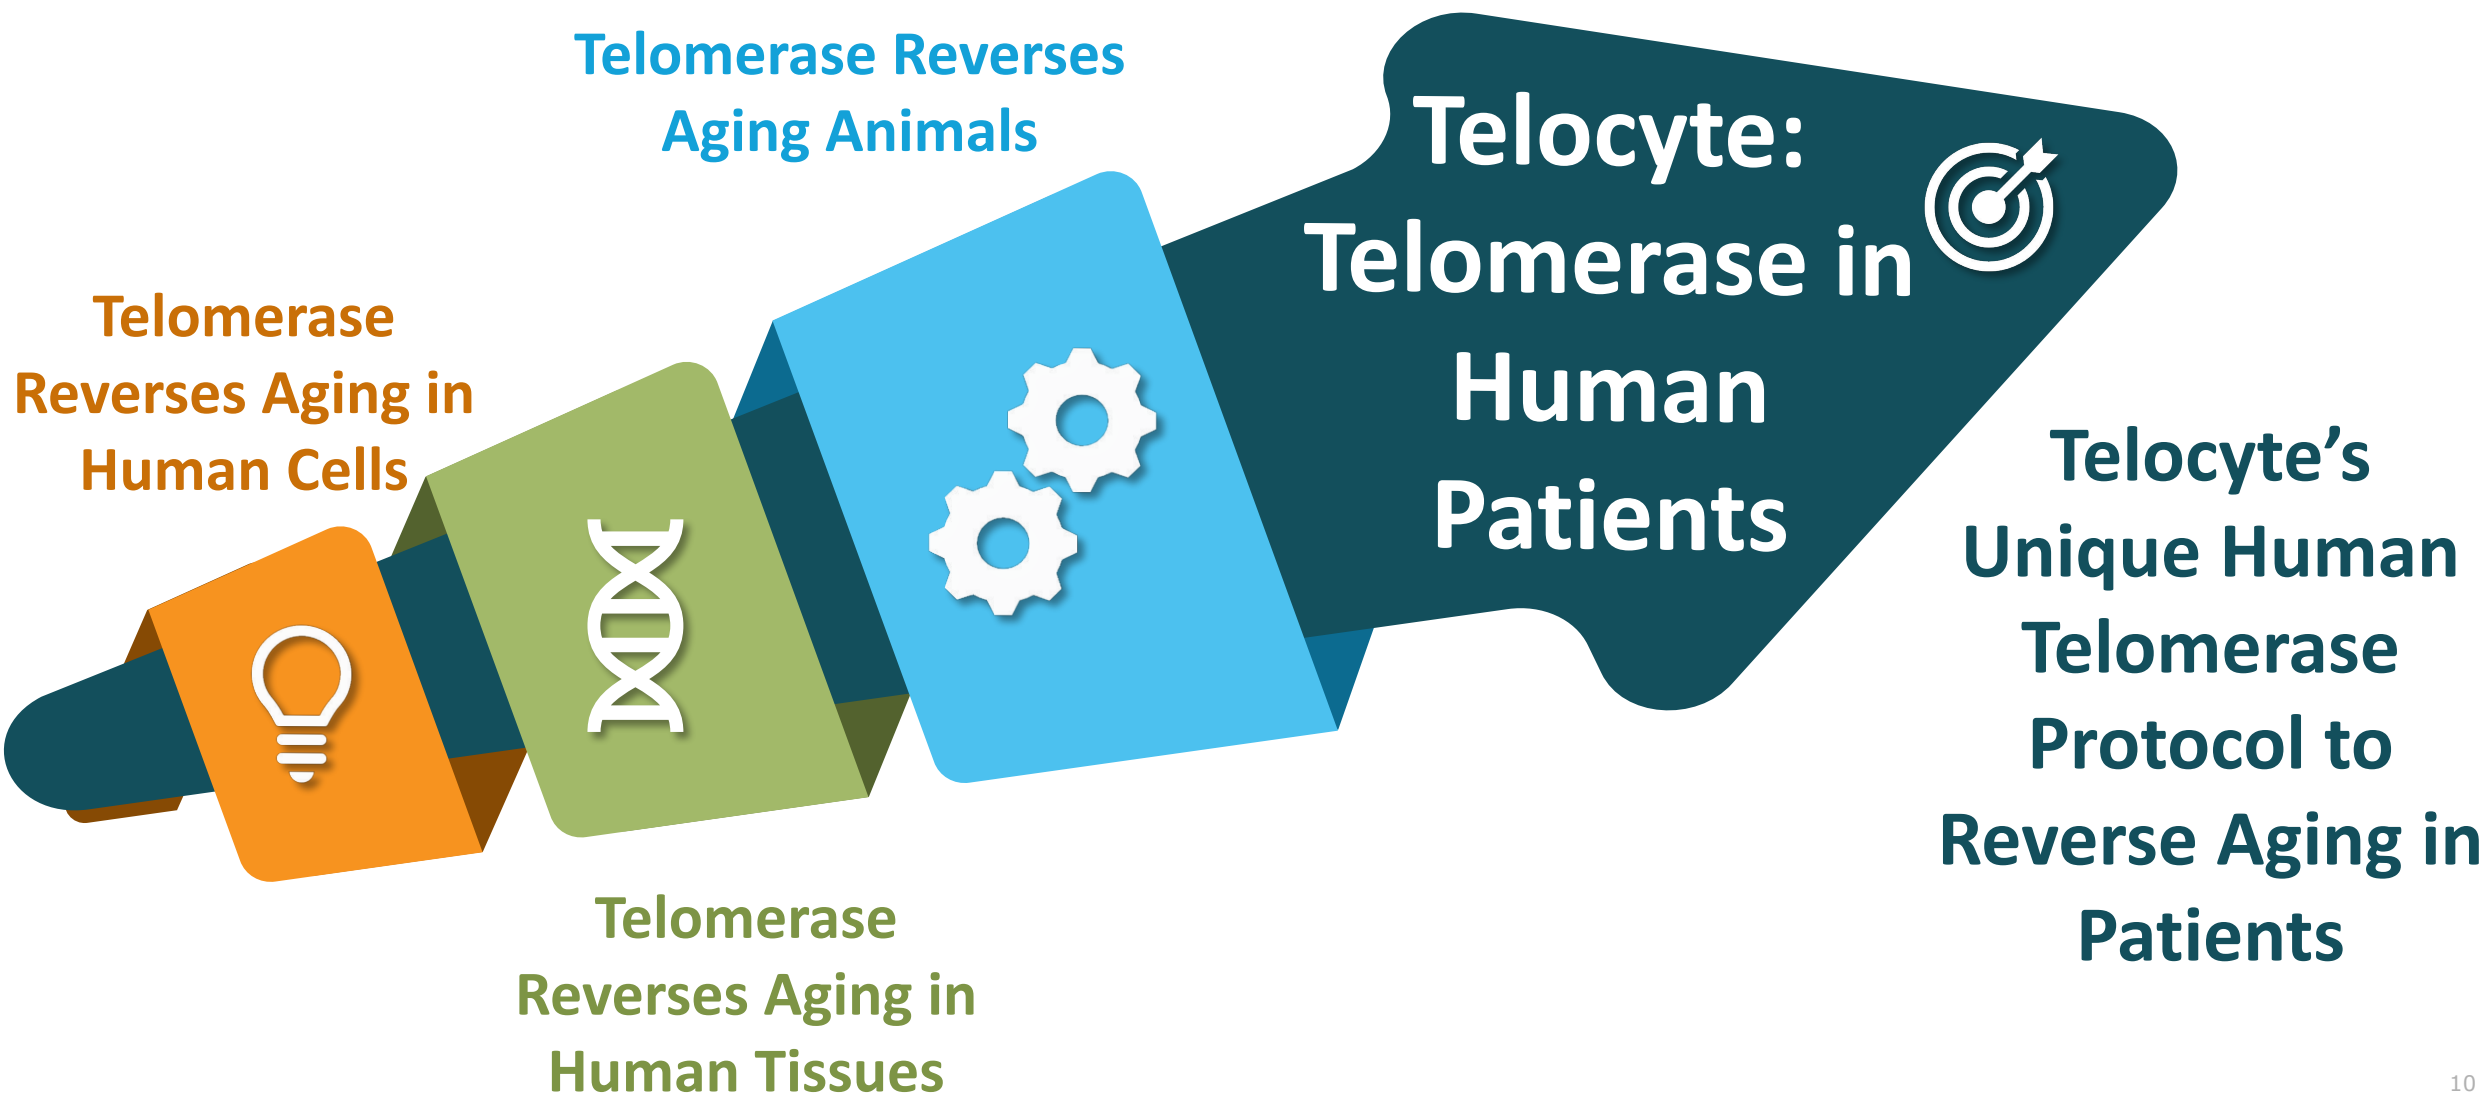 Telomerase
Reverses Aging in
Human Cells
Telomerase
Reverses Aging in
Human Tissues
Telomerase Reverses
Aging Animals
Telocyte:
Telomerase in
Human
Patients
Telocyte’s
Unique Human
Telomerase
Protocol to
Reverse Aging in
Patients
10